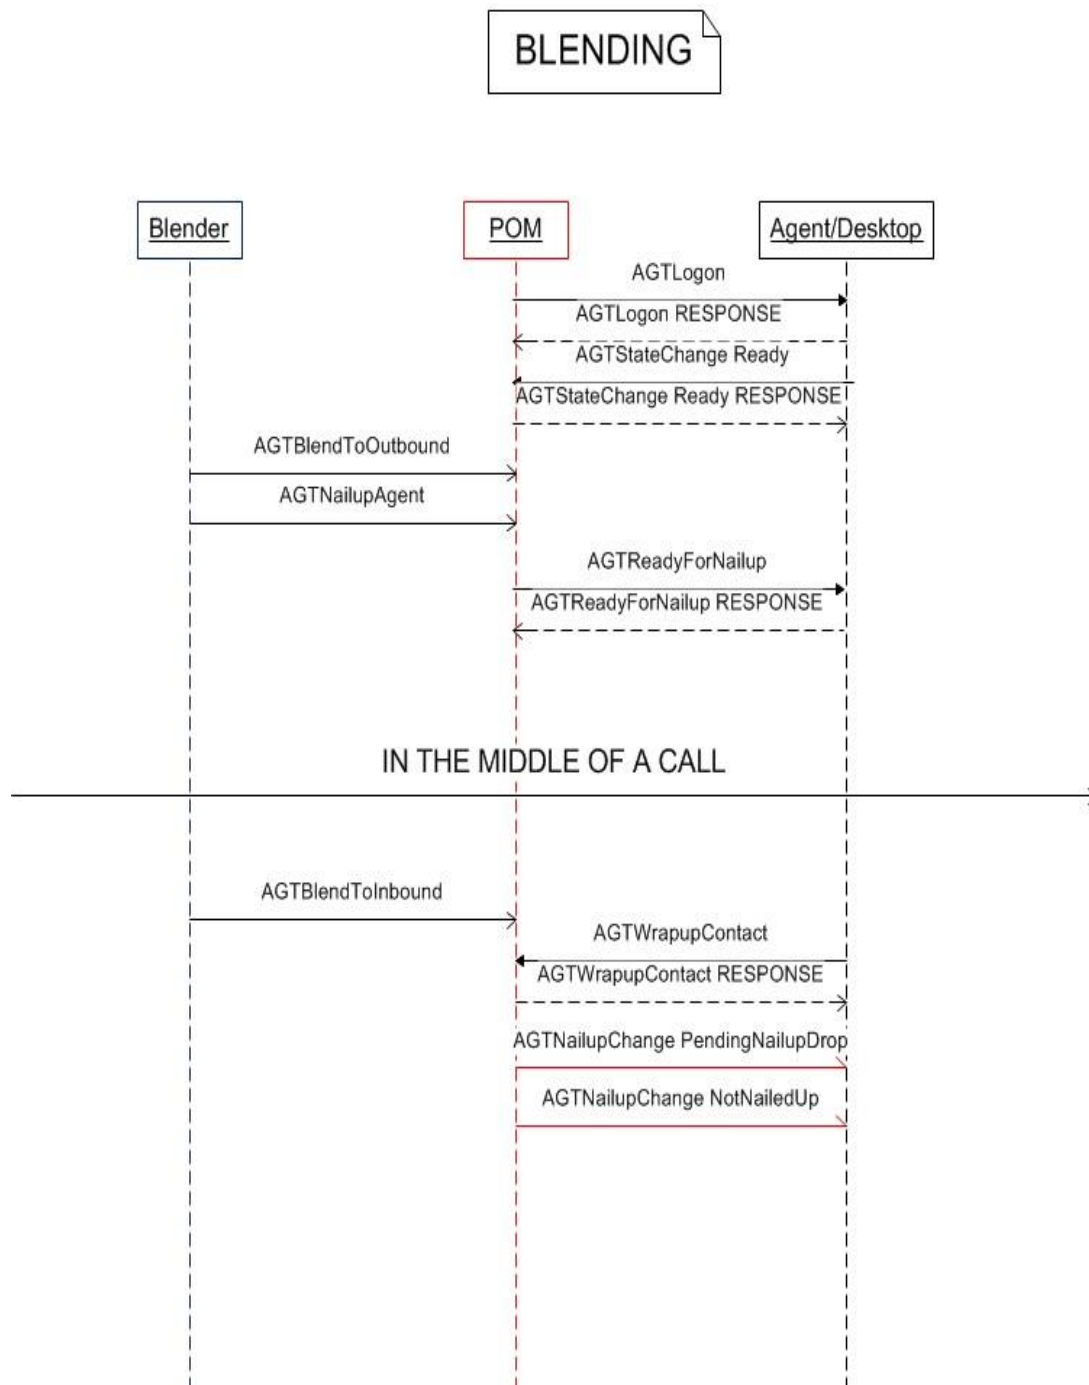 BLENDING
Blender
POM
Agent/Desktop
AGTLogon
AGTLogon RESPONSE
AGTStateChange Ready
AGTStateChange Ready RESPONSE
AGTBlendToOutbound
AGTNailupAgent
AGTReadyForNailup
AGTReadyForNailup RESPONSE
IN THE MIDDLE OF A CALL
AGTBlendToInbound
AGTWrapupContact
AGTWrapupContact RESPONSE
AGTNailupChange PendingNailupDrop
AGTNailupChange NotNailedUp